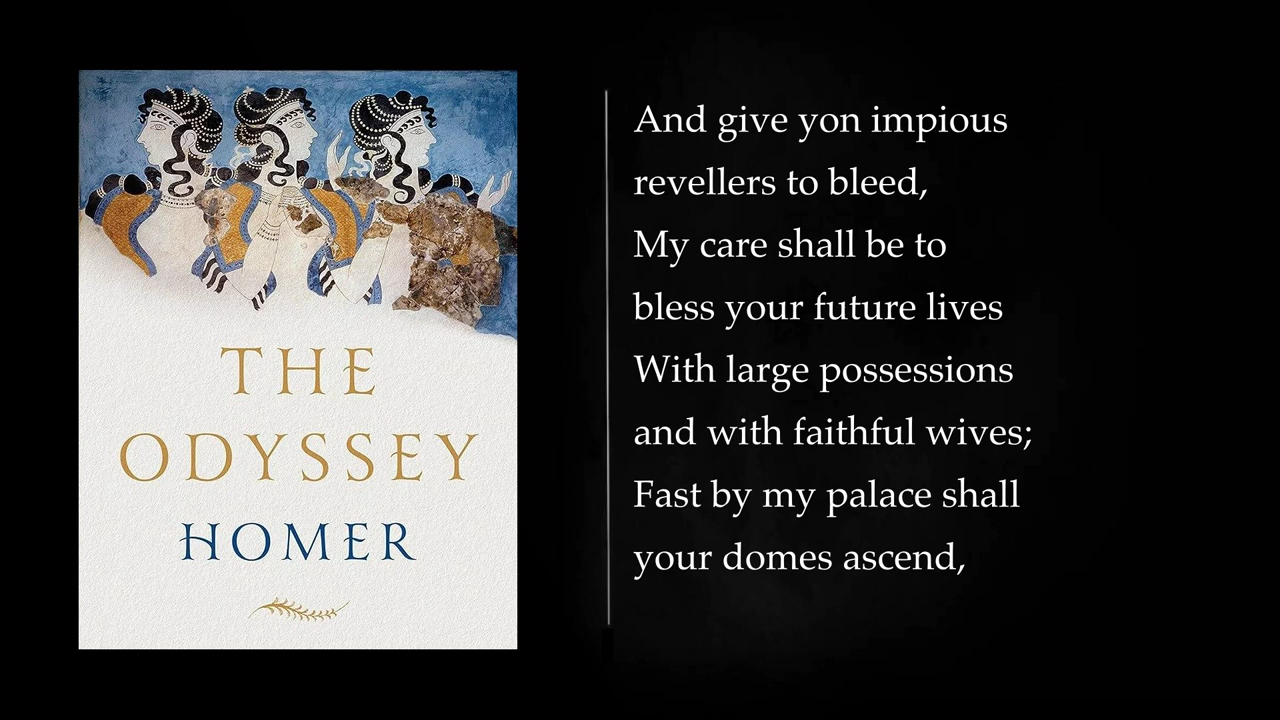 THE
ODYSSEY
HOMER
And give yon impious
revellers to bleed,
My care shall be to
bless your future lives
With large possessions
and with faithful wives;
Fast by my palace shall
your domes ascend,